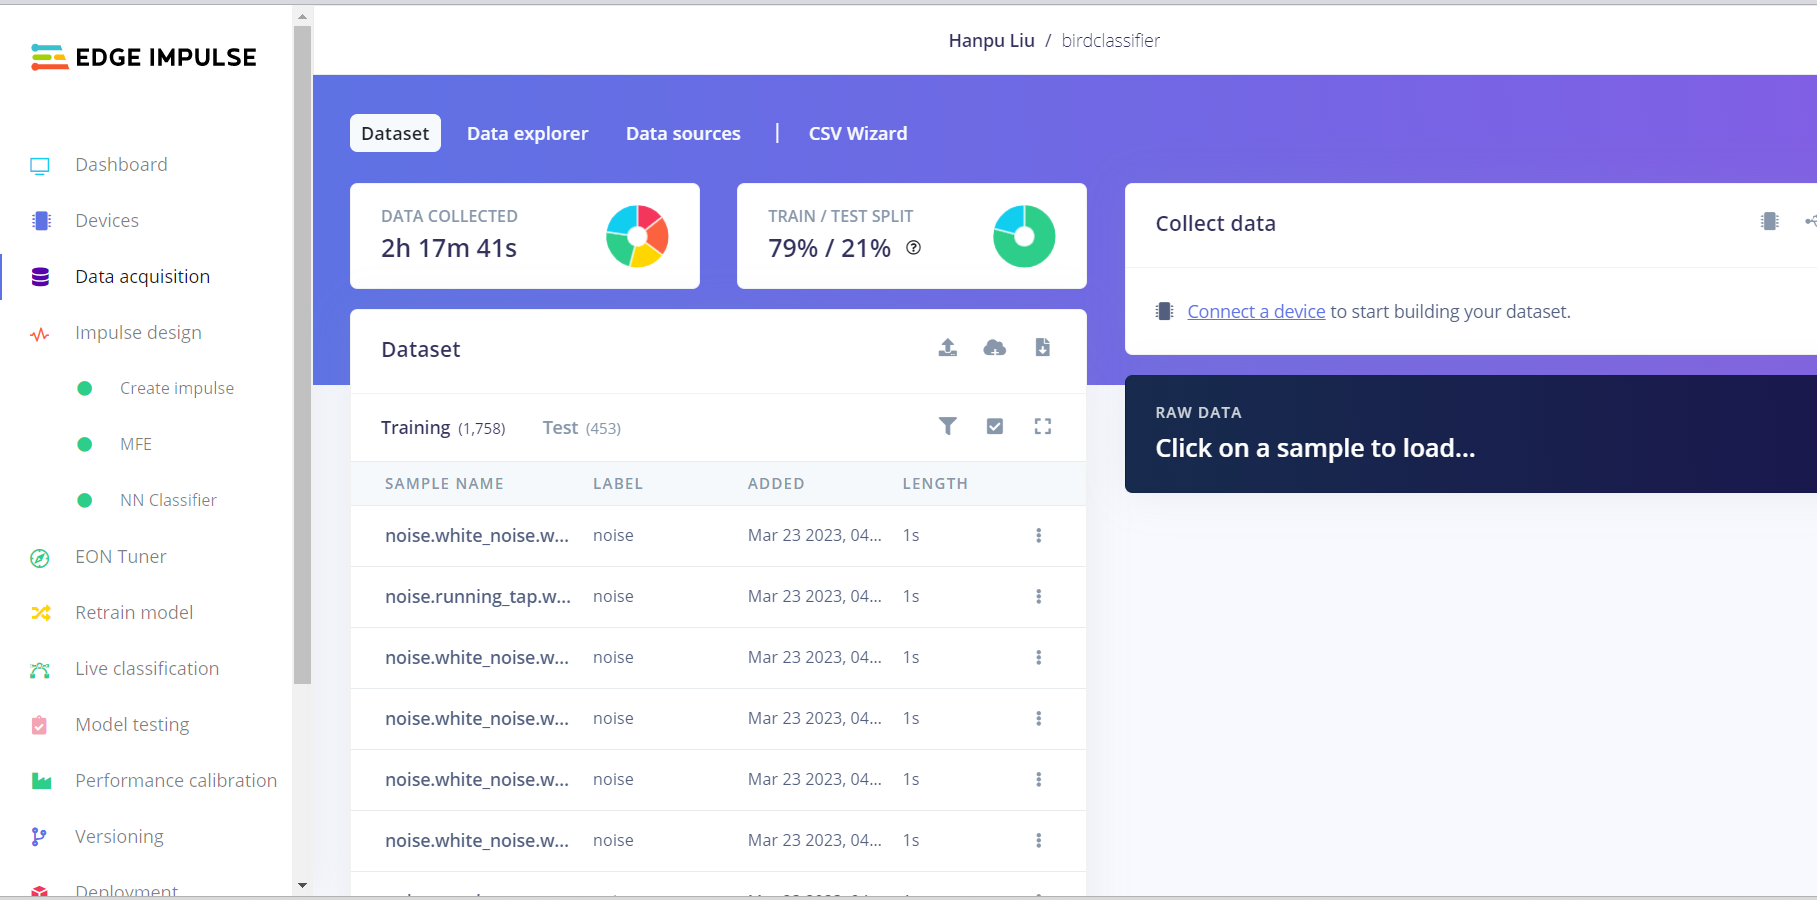 EDGE IMPULSE
Hanpu Liu / birdclassifier
Dashboard
Devices
Data acquisition
Impulse design
Create impulse
MFE
NN Classifier
EON Tuner
Retrain model
Live classification
Model testing
Performance calibration
Versioning
Deployment
Dataset Data explorer Data sources | CSV Wizard
DATA COLLECTED
2h 17m 41s
TRAIN / TEST SPLIT
79% / 21%
Collect data
Connect a device to start building your dataset.
RAW DATA
Click on a sample to load...
Dataset
Training (1,758) Test (453)
SAMPLE NAME LABEL ADDED LENGTH
noise.white_noise.w... noise Mar 23 2023, 04... 1s
noise.running_tap.w... noise Mar 23 2023, 04... 1s
noise.white_noise.w... noise Mar 23 2023, 04... 1s
noise.white_noise.w... noise Mar 23 2023, 04... 1s
noise.white_noise.w... noise Mar 23 2023, 04... 1s
noise.white_noise.w... noise Mar 23 2023, 04... 1s